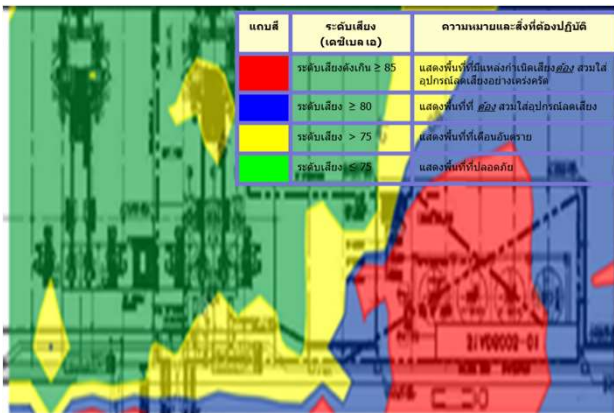 แถบสี
ระดับเสียง
(เดซิเบล เอ)
ความหมายและสิ่งที่ต้องปฏิบัติ
ระดับเสียงดังเกิน ≥ 85
แสดงพื้นที่ที่มีแหล่งกำเนิดเสียงต้อง สวมใส่
อุปกรณ์ลดเสียงอย่างเคร่งครัด
ระดับเสียง ≥ 80
แสดงพื้นที่ที่ ต้อง สวมใส่อุปกรณ์ลดเสียง
ระดับเสียง > 75
แสดงพื้นที่ที่เตือนอันตราย
ระดับเสียง ≤ 75
แสดงพื้นที่ที่ปลอดภัย